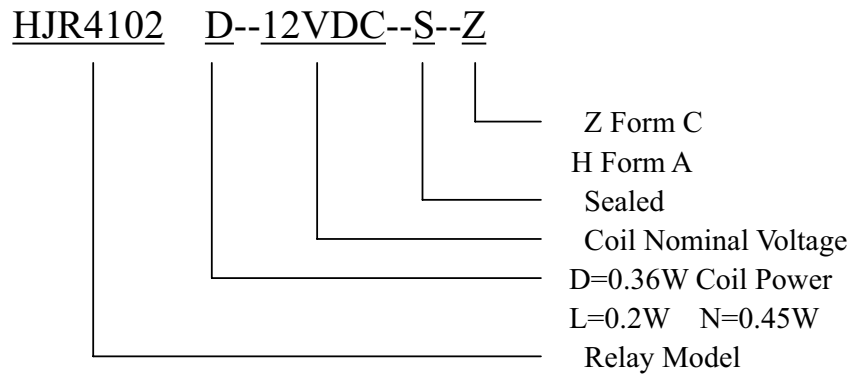 HJR4102 D--12VDC--S--Z
Z Form C
H Form A
Sealed
Coil Nominal Voltage
D=0.36W Coil Power
L=0.2W N=0.45W
Relay Model